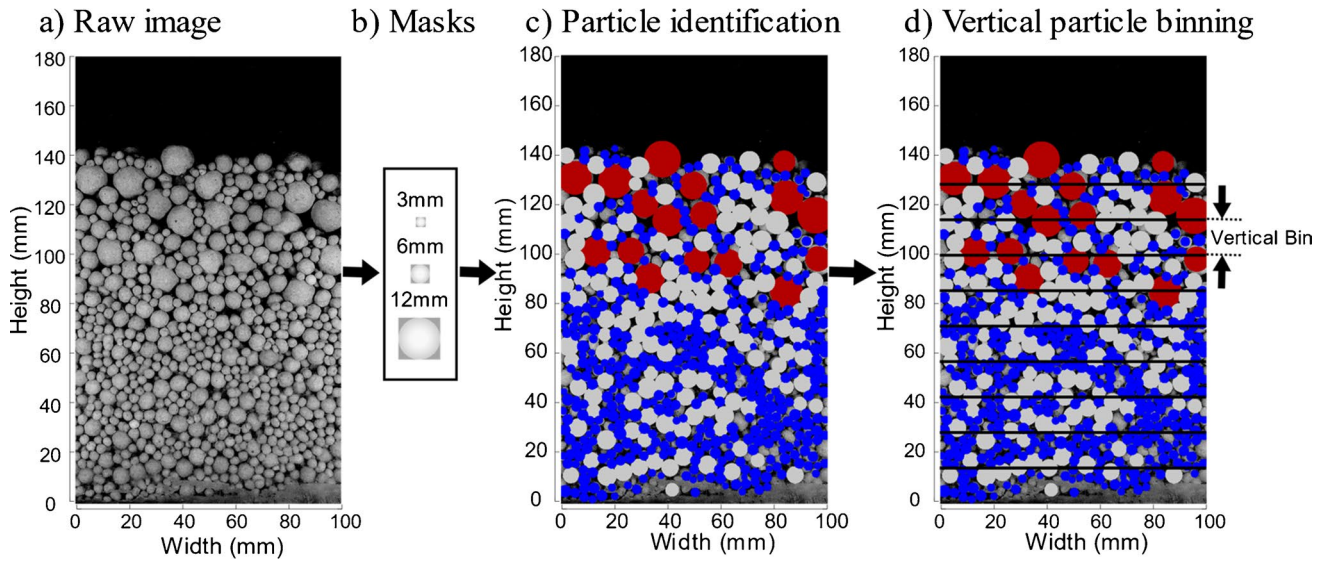 a) Raw image
b) Masks
c) Particle identification
d) Vertical particle binning
180
160
140
120
100
80
60
40
20
0
Height (mm)
0 20 40 60 80 100
Width (mm)
3mm
6mm
12mm
180
160
140
120
100
80
60
40
20
0
Height (mm)
0 20 40 60 80 100
Width (mm)
180
160
140
120
100
80
60
40
20
0
Height (mm)
0 20 40 60 80 100
Width (mm)
Vertical Bin